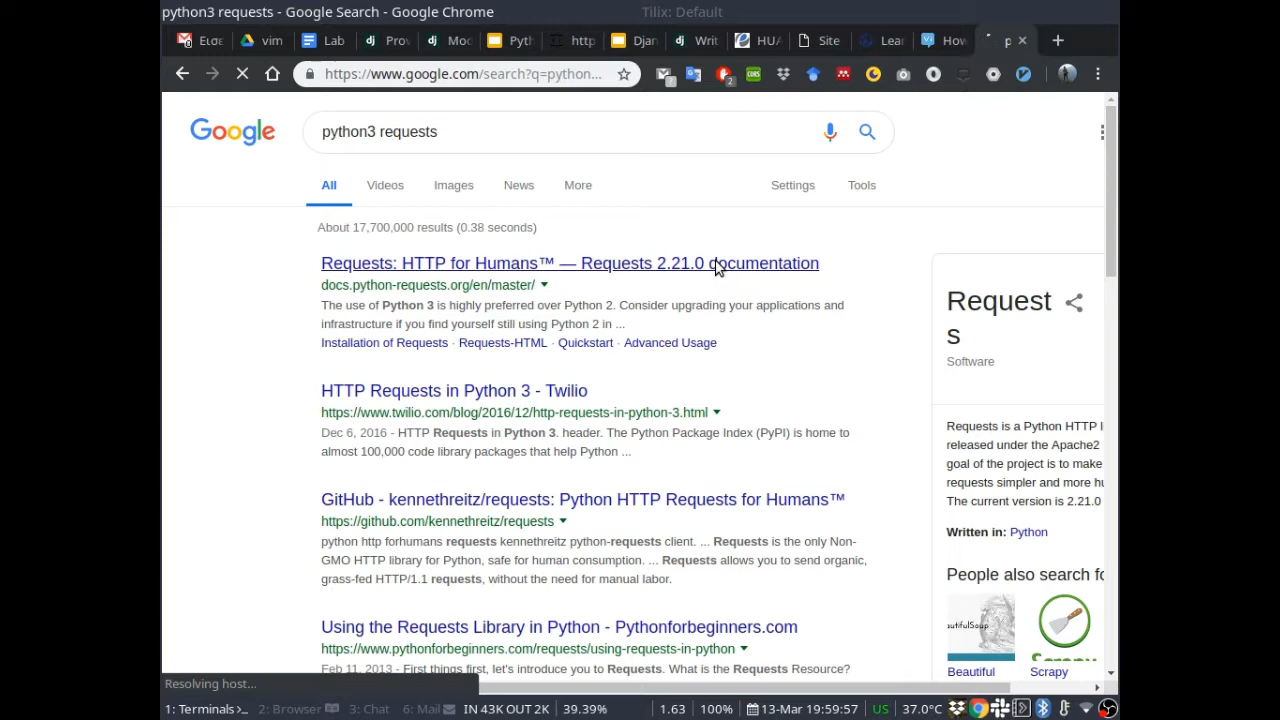 python3 requests - Google Search - Google Chrome
Tilix: Default
Εισε
vim
Lab
Prov
Mod
Pyth
http
Djan
Writ
HUA
Site
Lear
How
p
https://www.google.com/search?q=python...
7
2
CORS
Google
python3 requests
All
Videos
Images
News
More
Settings
Tools
About 17,700,000 results (0.38 seconds)
Requests: HTTP for Humans™ — Requests 2.21.0 documentation
docs.python-requests.org/en/master/
The use of Python 3 is highly preferred over Python 2. Consider upgrading your applications and
infrastructure if you find yourself still using Python 2 in ...
Installation of Requests · Requests-HTML · Quickstart · Advanced Usage
HTTP Requests in Python 3 - Twilio
https://www.twilio.com/blog/2016/12/http-requests-in-python-3.html
Dec 6, 2016 - HTTP Requests in Python 3. header. The Python Package Index (PyPI) is home to
almost 100,000 code library packages that help Python ...
GitHub - kennethreitz/requests: Python HTTP Requests for Humans™
https://github.com/kennethreitz/requests
python http forhumans requests kennethreitz python-requests client. ... Requests is the only Non-
GMO HTTP library for Python, safe for human consumption. ... Requests allows you to send organic,
grass-fed HTTP/1.1 requests, without the need for manual labor.
Using the Requests Library in Python - Pythonforbeginners.com
https://www.pythonforbeginners.com/requests/using-requests-in-python
Feb 11, 2013 - First things first, let's introduce you to Requests. What is the Requests Resource?
Request
s
Software
Requests is a Python HTTP l
released under the Apache2
goal of the project is to make
requests simpler and more hu
The current version is 2.21.0
Written in: Python
People also search fo
autifulSoup
Beautiful
Scrapy
Resolving host...
1: Terminals>_
2: Browser
3: Chat
6: Mail
IN 43K OUT 2K
39.39%
1.63
100%
13-Mar 19:59:57
US
37.0°C